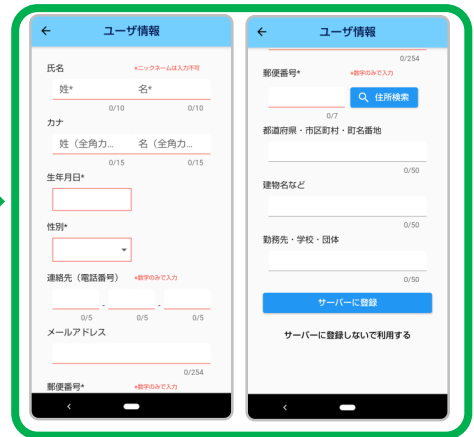 ユーザ情報
氏名 *ニックネームは入力不可
姓* 名*
0/10 0/10
カナ
姓（全角カ... 名（全角カ...
0/15 0/15
生年月日*
性別*
連絡先（電話番号） *数字のみで入力
- -
0/5 0/5 0/5
メールアドレス
0/254
郵便番号* *数字のみで入力
ユーザ情報
0/254
郵便番号* *数字のみで入力
住所検索
0/7
都道府県・市区町村・町名番地
0/50
建物名など
0/50
勤務先・学校・団体
0/50
サーバーに登録
サーバーに登録しないで利用する